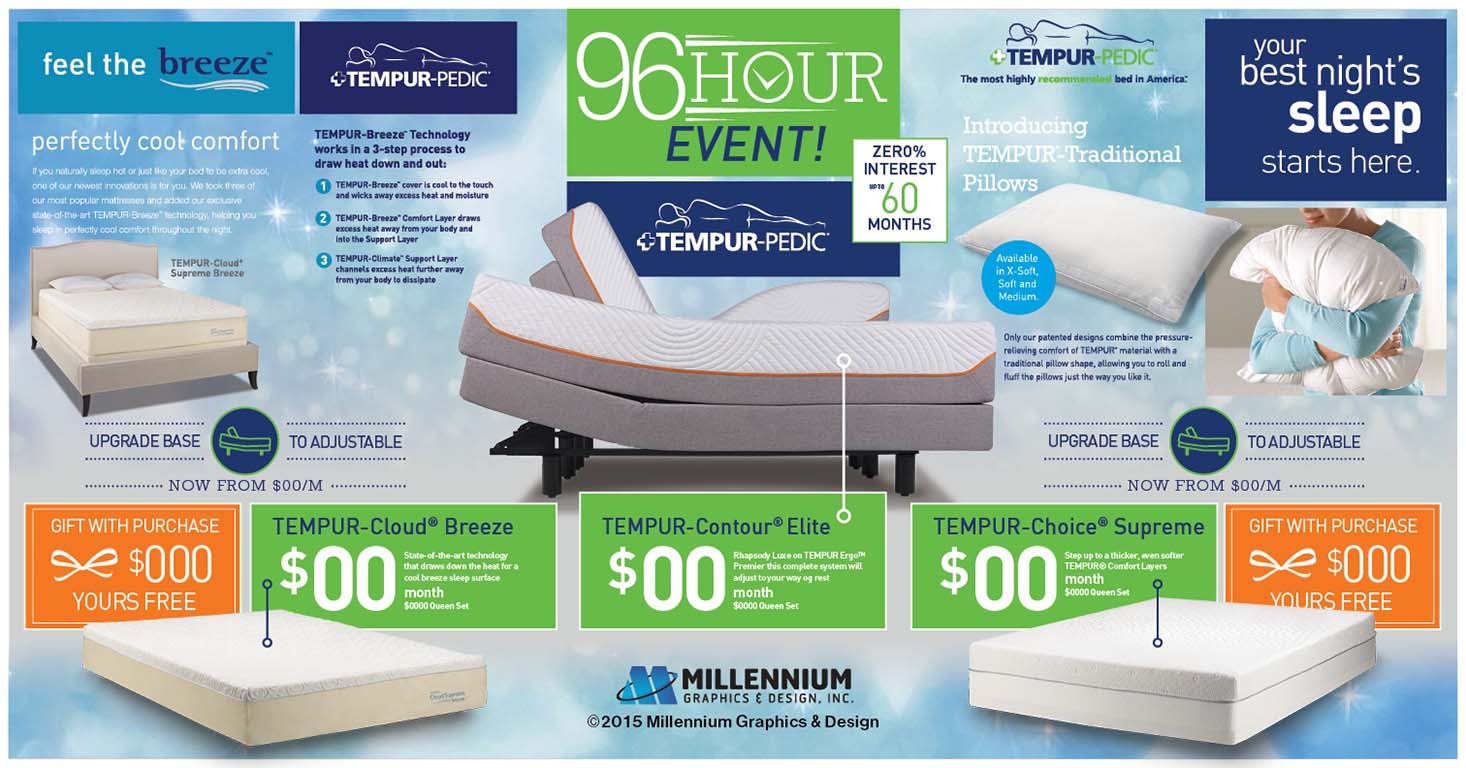 feel the breeze™
TEMPUR-PEDIC®
perfectly cool comfort
If you naturally sleep hot or just like your bed to be extra cool,
one of our newest innovations is for you. We took three of
our most popular mattresses and added our exclusive
state-of-the-art TEMPUR-Breeze™ technology, helping you
sleep in perfectly cool comfort throughout the night.
TEMPUR-Cloud®
Supreme Breeze
TEMPUR-Breeze™ Technology
works in a 3-step process to
draw heat down and out:
1 TEMPUR-Breeze™ cover is cool to the touch
and wicks away excess heat and moisture
2 TEMPUR-Breeze™ Comfort Layer draws
excess heat away from your body and
into the Support Layer
3 TEMPUR-Climate™ Support Layer
channels excess heat further away
from your body to dissipate
96 HOUR
EVENT!
ZER0%
INTEREST
UP TO
60
MONTHS
TEMPUR-PEDIC®
TEMPUR-PEDIC®
The most highly recommended bed in America.™
Introducing
TEMPUR®-Traditional
Pillows
Available
in X-Soft,
Soft and
Medium.
Only our patented designs combine the pressure-
relieving comfort of TEMPUR® material with a
traditional pillow shape, allowing you to roll and
fluff the pillows just the way you like it.
your
best night's
sleep
starts here.
UPGRADE BASE TO ADJUSTABLE
NOW FROM $00/M
UPGRADE BASE TO ADJUSTABLE
NOW FROM $00/M
GIFT WITH PURCHASE
$000
YOURS FREE
TEMPUR-Cloud® Breeze
$00
State-of-the-art technology
that draws down the heat for a
cool breeze sleep surface
month
$0000 Queen Set
TEMPUR-Contour® Elite
$00
Rhapsody Luxe on TEMPUR Ergo™
Premier this complete system will
adjust to your way og rest
month
$0000 Queen Set
TEMPUR-Choice® Supreme
$00
Step up to a thicker, even softer
TEMPUR® Comfort Layers
month
$0000 Queen Set
GIFT WITH PURCHASE
$000
YOURS FREE
MILLENNIUM
GRAPHICS & DESIGN, INC.
©2015 Millennium Graphics & Design